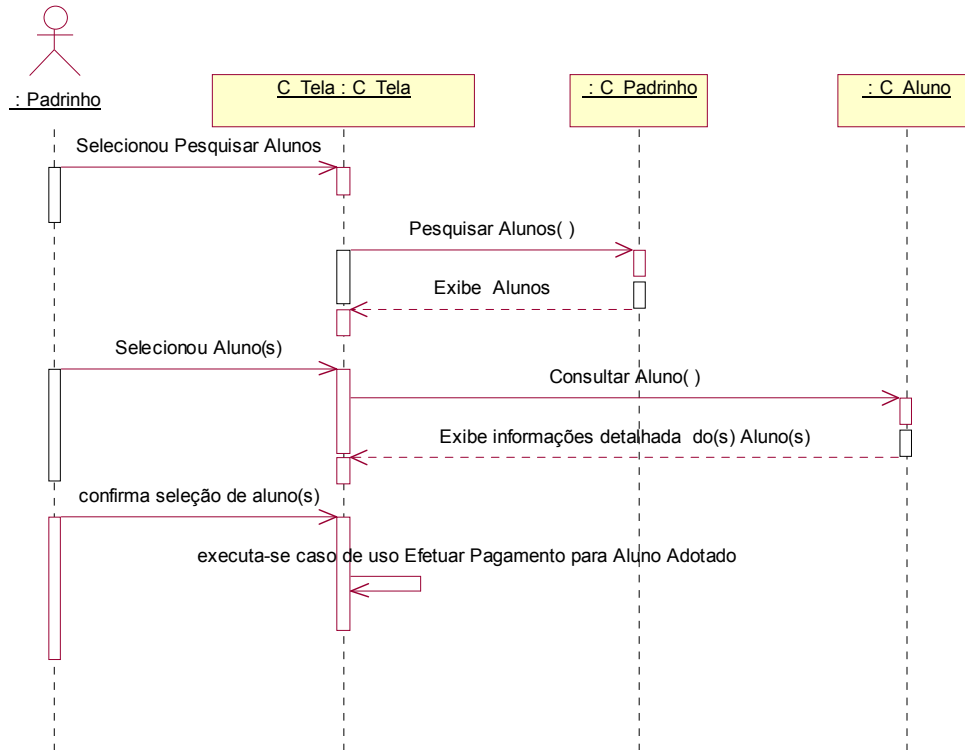 : Padrinho
C_Tela : C_Tela
: C_Padrinho
: C_Aluno
Selecionou Pesquisar Alunos
Pesquisar Alunos( )
Exibe Alunos
Selecionou Aluno(s)
Consultar Aluno( )
Exibe informações detalhada do(s) Aluno(s)
confirma seleção de aluno(s)
executa-se caso de uso Efetuar Pagamento para Aluno Adotado